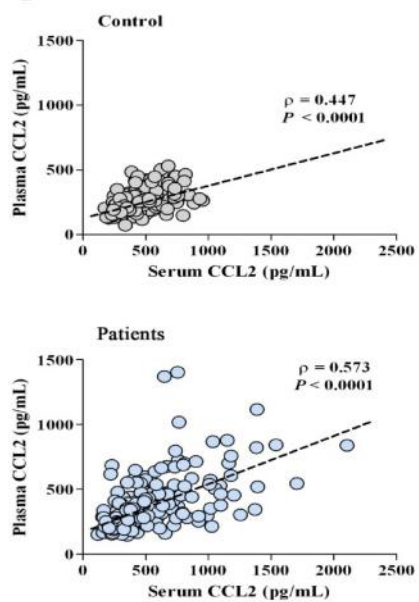 Control
Plasma CCL2 (pg/mL)
1500
1000
500
0
ρ = 0.447
P < 0.0001
0
500
1000
1500
2000
2500
Serum CCL2 (pg/mL)
Patients
Plasma CCL2 (pg/mL)
1500
1000
500
0
ρ = 0.573
P < 0.0001
0
500
1000
1500
2000
2500
Serum CCL2 (pg/mL)